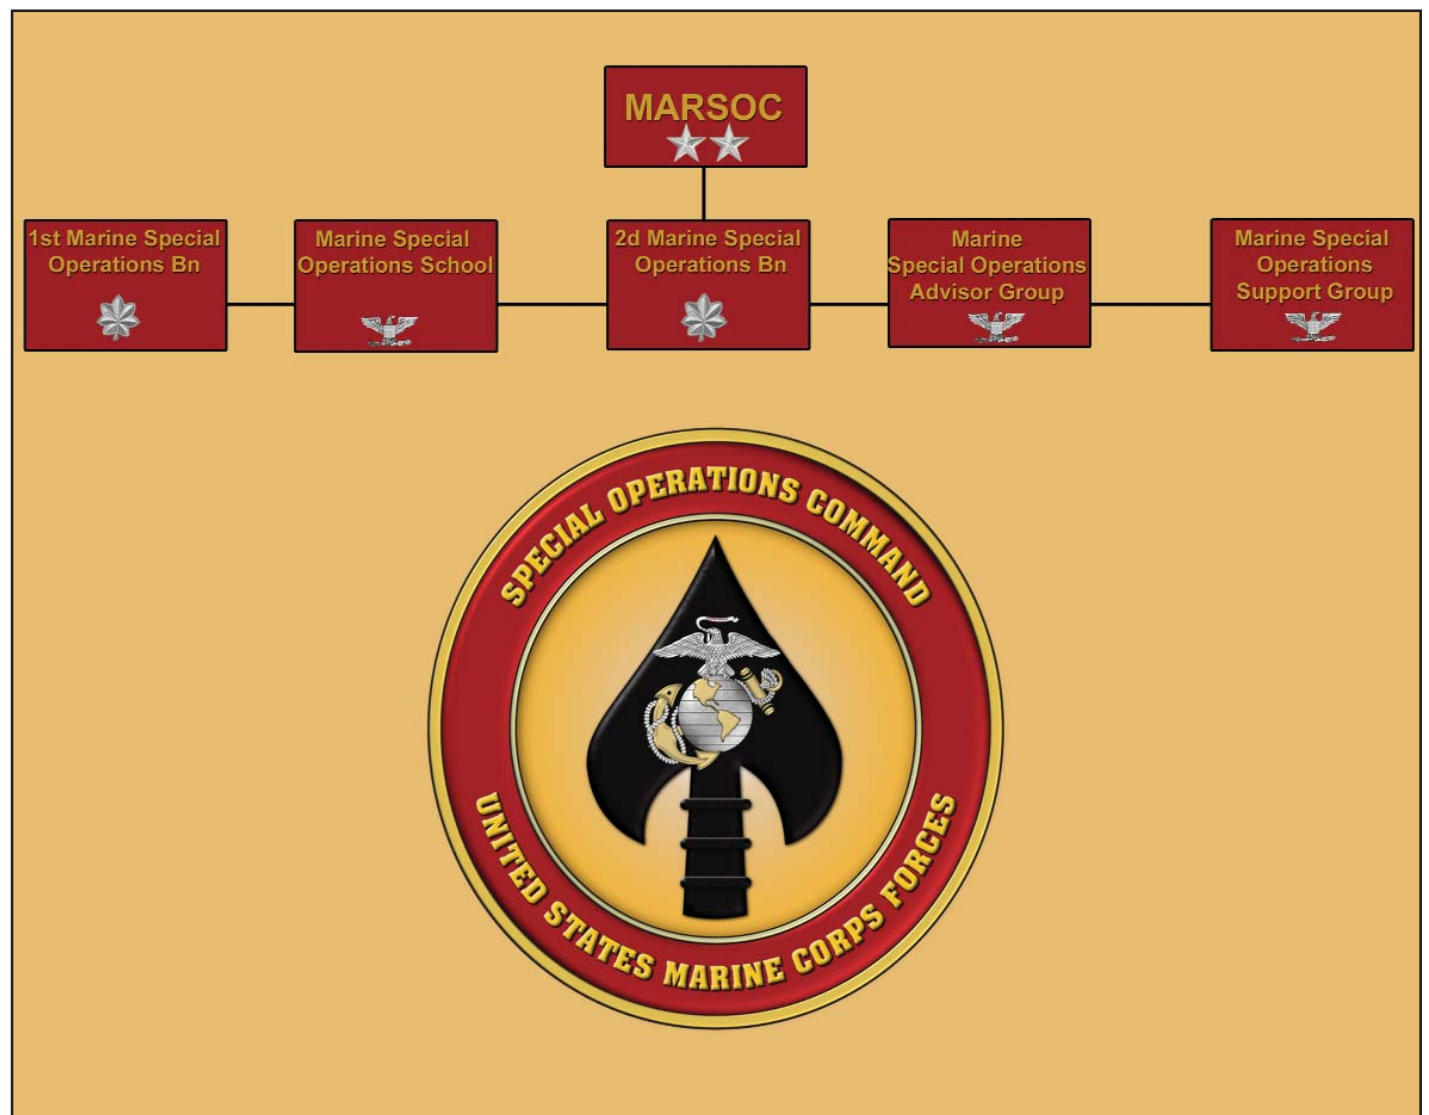 MARSOC
1st Marine Special
Operations Bn
Marine Special
Operations School
2d Marine Special
Operations Bn
Marine
Special Operations
Advisor Group
Marine Special
Operations
Support Group
SPECIAL OPERATIONS COMMAND
UNITED STATES MARINE CORPS FORCES